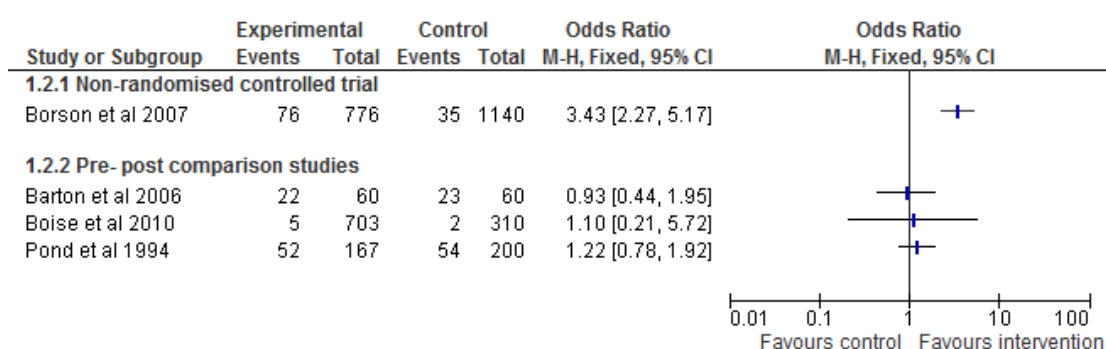 Experimental Control Odds Ratio Odds Ratio
Study or Subgroup Events Total Events Total M-H, Fixed, 95% CI M-H, Fixed, 95% CI
1.2.1 Non-randomised controlled trial
Borson et al 2007 76 776 35 1140 3.43 [2.27, 5.17]
1.2.2 Pre- post comparison studies
Barton et al 2006 22 60 23 60 0.93 [0.44, 1.95]
Boise et al 2010 5 703 2 310 1.10 [0.21, 5.72]
Pond et al 1994 52 167 54 200 1.22 [0.78, 1.92]
0.01 0.1 1 10 100
Favours control Favours intervention